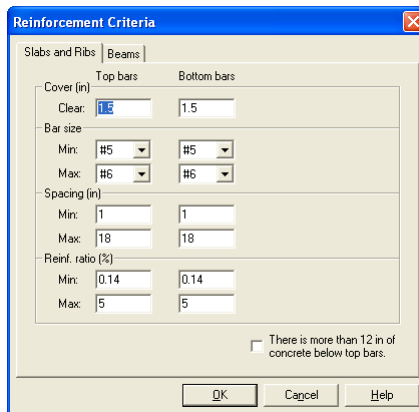 Reinforcement Criteria
Slabs and Ribs Beams
Top bars Bottom bars
Cover (in)
Clear: 1.5 1.5
Bar size
Min: #5 #5
Max: #6 #6
Spacing (in)
Min: 1 1
Max: 18 18
Reinf. ratio (%)
Min: 0.14 0.14
Max: 5 5
There is more than 12 in of
concrete below top bars.
OK Cancel Help